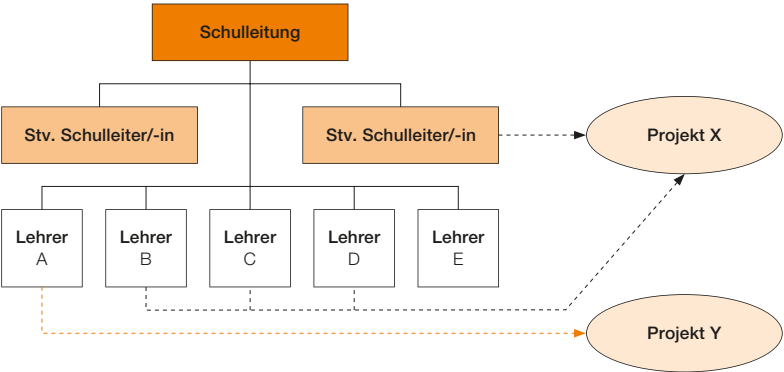 Schulleitung
Stv. Schulleiter/-in
Stv. Schulleiter/-in
Projekt X
Lehrer
A
Lehrer
B
Lehrer
C
Lehrer
D
Lehrer
E
Projekt Y